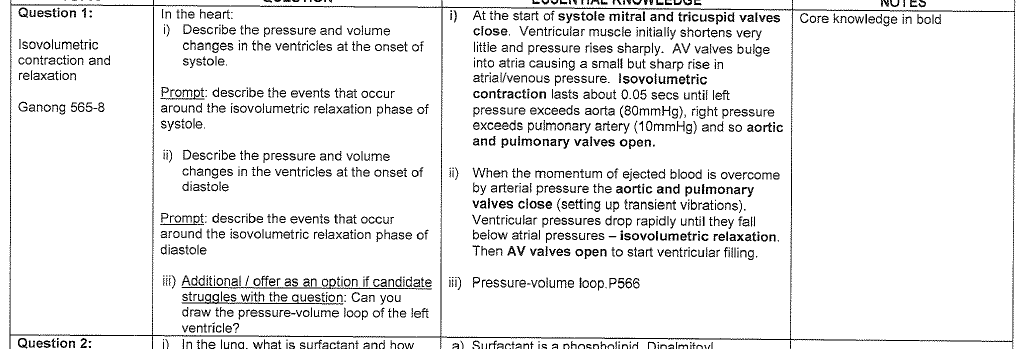 QUESTION
ESSENTIAL KNOWLEDGE
NOTES
Question 1:
Isovolumetric
contraction and
relaxation
Ganong 565-8
In the heart:
i) Describe the pressure and volume
changes in the ventricles at the onset of
systole.
Prompt: describe the events that occur
around the isovolumetric relaxation phase of
systole.
ii) Describe the pressure and volume
changes in the ventricles at the onset of
diastole
Prompt: describe the events that occur
around the isovolumetric relaxation phase of
diastole
iii) Additional / offer as an option if candidate
struggles with the question: Can you
draw the pressure-volume loop of the left
ventricle?
i) At the start of systole mitral and tricuspid valves
close. Ventricular muscle initially shortens very
little and pressure rises sharply. AV valves bulge
into atria causing a small but sharp rise in
atrial/venous pressure. Isovolumetric
contraction lasts about 0.05 secs until left
pressure exceeds aorta (80mmHg), right pressure
exceeds pulmonary artery (10mmHg) and so aortic
and pulmonary valves open.
ii) When the momentum of ejected blood is overcome
by arterial pressure the aortic and pulmonary
valves close (setting up transient vibrations).
Ventricular pressures drop rapidly until they fall
below atrial pressures – isovolumetric relaxation.
Then AV valves open to start ventricular filling.
iii) Pressure-volume loop.P566
Core knowledge in bold
Question 2:
i) In the lung, what is surfactant and how
a) Surfactant is a phospholipid. Dipalmitoyl